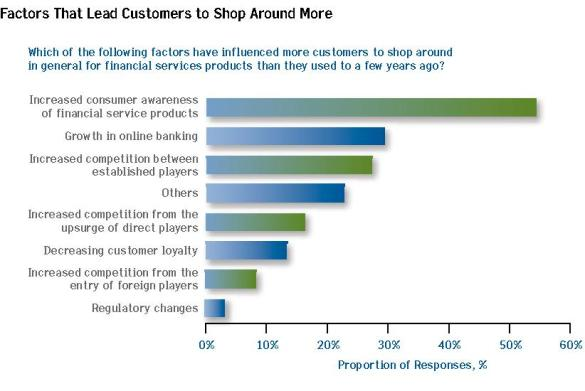 Factors That Lead Customers to Shop Around More
Which of the following factors have influenced more customers to shop around
in general for financial services products than they used to a few years ago?
Increased consumer awareness
of financial service products
Growth in online banking
Increased competition between
established players
Others
Increased competition from the
upsurge of direct players
Decreasing customer loyalty
Increased competition from the
entry of foreign players
Regulatory changes
0% 10% 20% 30% 40% 50% 60%
Proportion of Responses, %